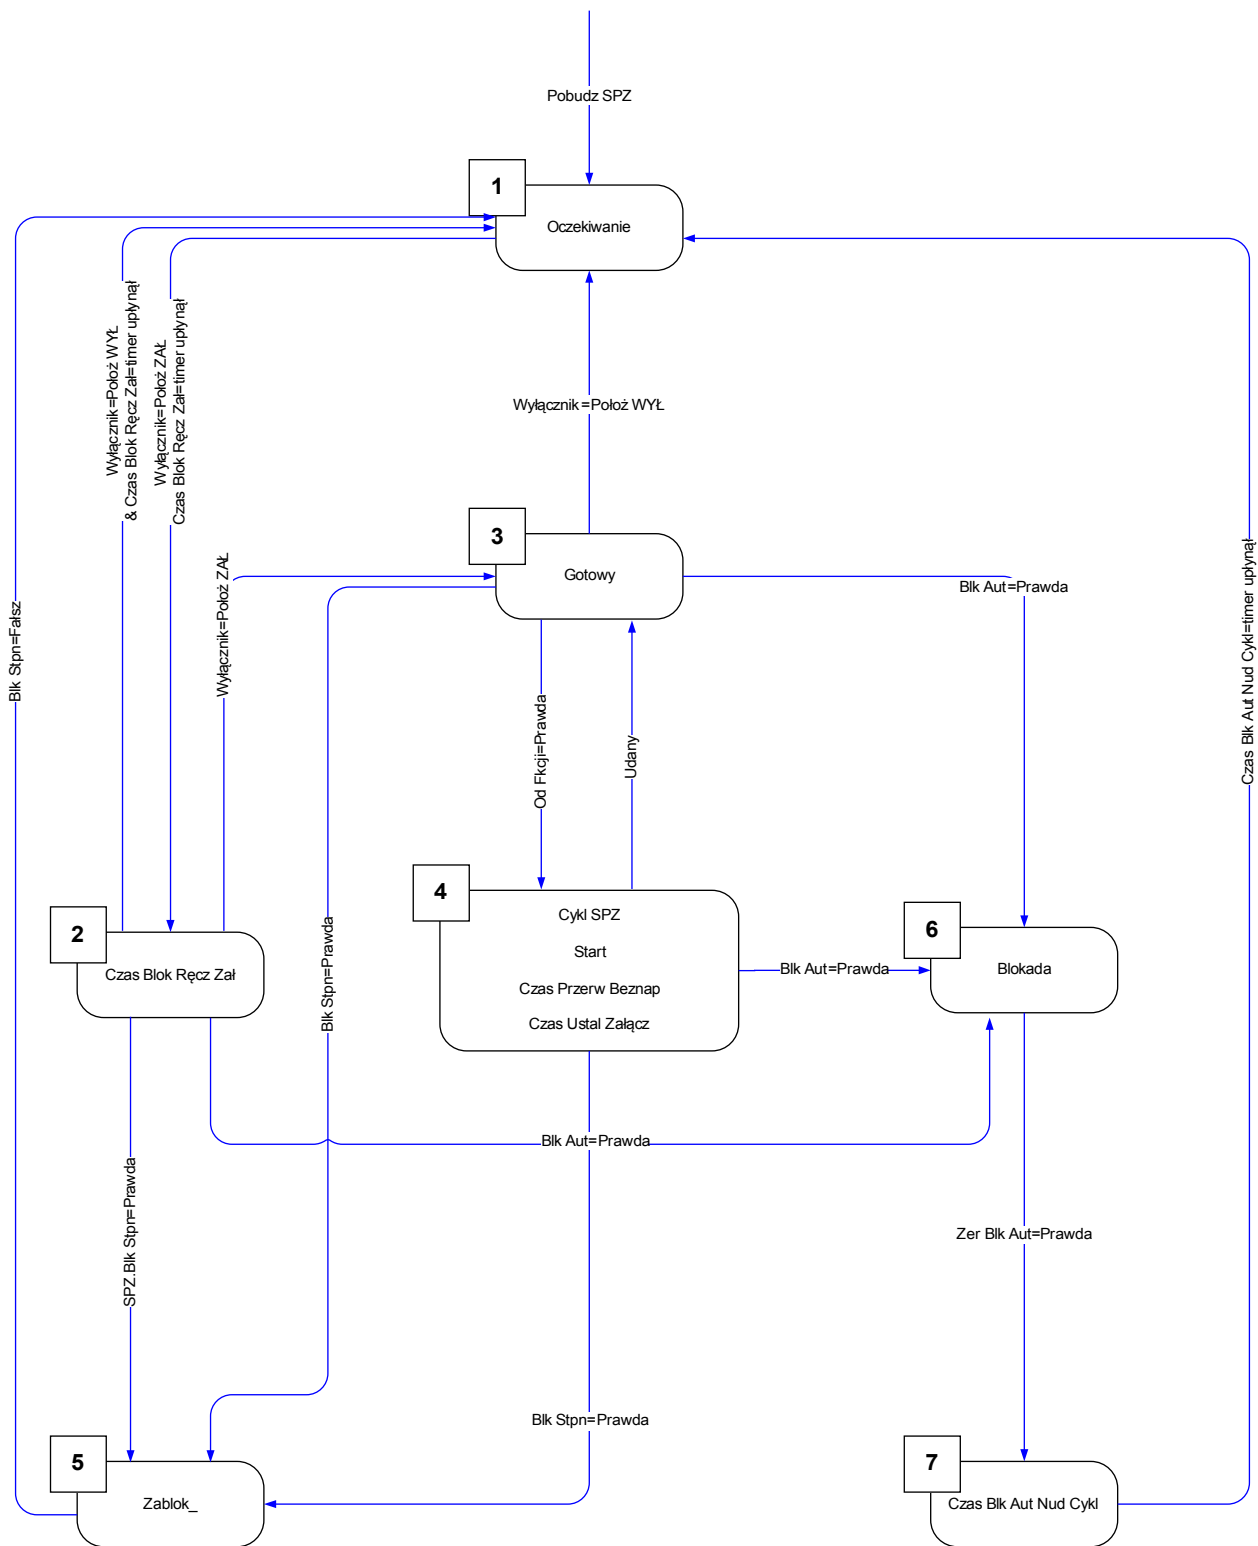 Pobudz SPZ
1
Oczekiwanie
Wyłącznik=Położ WYŁ
& Czas Blok Ręcz Zał=timer upłynął
Wyłącznik=Położ ZAŁ
Czas Blok Ręcz Zał=timer upłynął
Wyłącznik=Położ WYŁ
3
Gotowy
Wyłącznik=Położ ZAŁ
Blk Aut=Prawda
Blk Stpn=Fałsz
Czas Blk Aut Nud Cykl=timer upłynął
Od Fkcji=Prawda
Udany
4
Cykl SPZ
Start
Czas Przerw Beznap
Czas Ustal Załącz
2
Czas Blok Ręcz Zał
6
Blokada
Blk Aut=Prawda
Blk Stpn=Prawda
Blk Aut=Prawda
SPZ.Blk Stpn=Prawda
Zer Blk Aut=Prawda
Blk Stpn=Prawda
5
Zablok_
7
Czas Blk Aut Nud Cykl